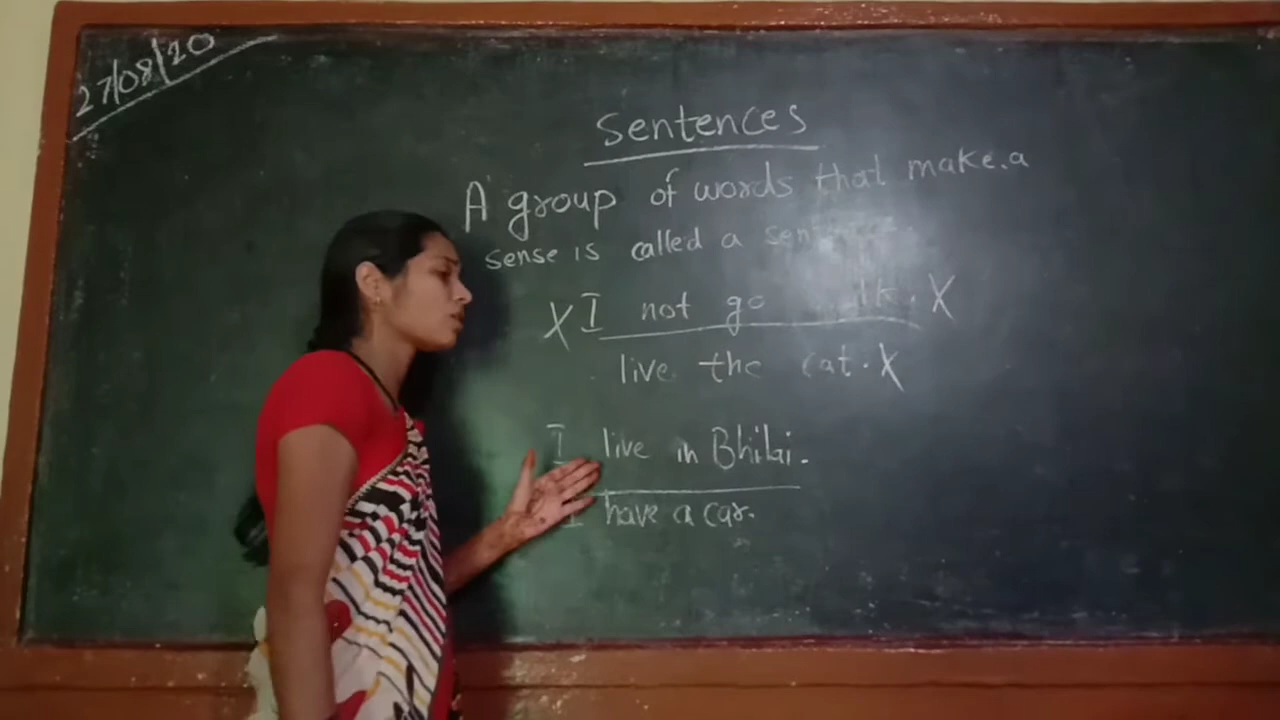 27/08/20
Sentences
A group of words that make a
sense is called a sentence.
X I not go X
live the cat. X
I live in Bhilai.
I have a car.